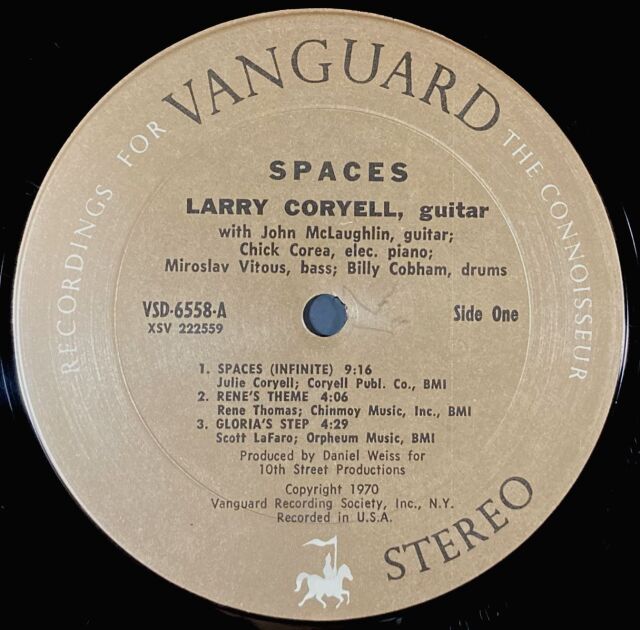 RECORDINGS FOR VANGUARD THE CONNOISSEUR
SPACES
LARRY CORYELL, guitar
with John McLaughlin, guitar;
Chick Corea, elec. piano;
Miroslav Vitous, bass; Billy Cobham, drums
VSD-6558-A
XSV 222559
Side One
1. SPACES (INFINITE) 9:16
Julie Coryell; Coryell Publ. Co., BMI
2. RENE'S THEME 4:06
Rene Thomas; Chinmoy Music, Inc., BMI
3. GLORIA'S STEP 4:29
Scott LaFaro; Orpheum Music, BMI
Produced by Daniel Weiss for
10th Street Productions
Copyright 1970
Vanguard Recording Society, Inc., N.Y.
Recorded in U.S.A.
STEREO